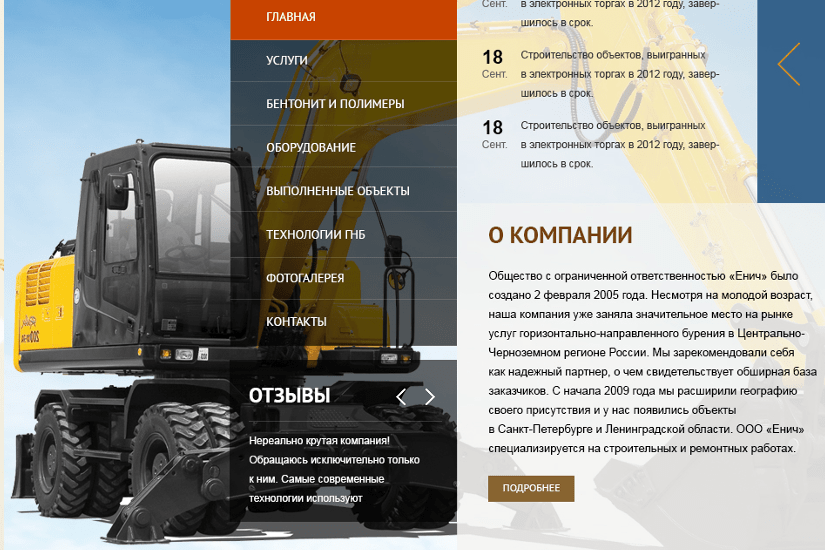 ГЛАВНАЯ
УСЛУГИ
БЕНТОНИТ И ПОЛИМЕРЫ
ОБОРУДОВАНИЕ
ВЫПОЛНЕННЫЕ ОБЪЕКТЫ
ТЕХНОЛОГИИ ГНБ
ФОТОГАЛЕРЕЯ
КОНТАКТЫ
ОТЗЫВЫ
Нереально крутая компания!
Обращаюсь исключительно только
к ним. Самые современные
технологии используют
Сент.
в электронных торгах в 2012 году, завер-
шилось в срок.
18
Сент.
Строительство объектов, выигранных
в электронных торгах в 2012 году, завер-
шилось в срок.
18
Сент.
Строительство объектов, выигранных
в электронных торгах в 2012 году, завер-
шилось в срок.
О КОМПАНИИ
Общество с ограниченной ответственностью «Енич» было
создано 2 февраля 2005 года. Несмотря на молодой возраст,
наша компания уже заняла значительное место на рынке
услуг горизонтально-направленного бурения в Центрально-
Черноземном регионе России. Мы зарекомендовали себя
как надежный партнер, о чем свидетельствует обширная база
заказчиков. С начала 2009 года мы расширили географию
своего присутствия и у нас появились объекты
в Санкт-Петербурге и Ленинградской области. ООО «Енич»
специализируется на строительных и ремонтных работах.
ПОДРОБНЕЕ